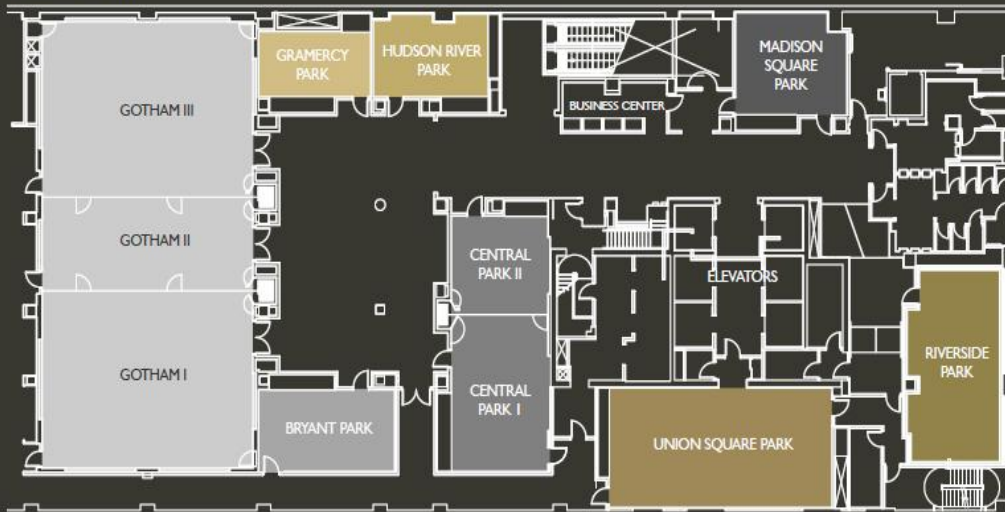 GRAMERCY
PARK
HUDSON RIVER
PARK
MADISON
SQUARE
PARK
GOTHAM III
BUSINESS CENTER
GOTHAM II
CENTRAL
PARK II
ELEVATORS
GOTHAM I
CENTRAL
PARK I
RIVERSIDE
PARK
BRYANT PARK
UNION SQUARE PARK